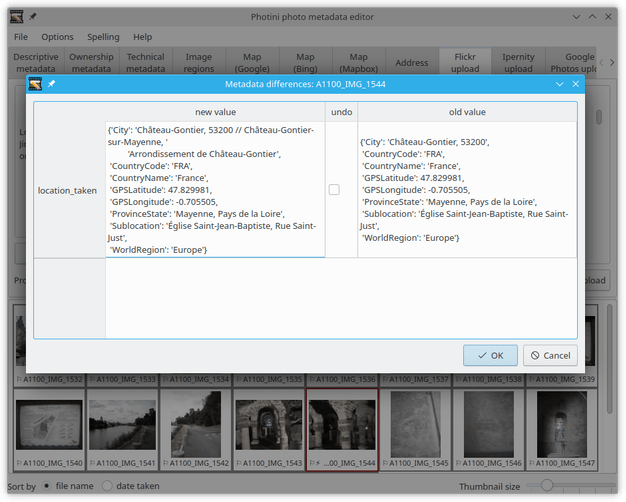 Photini photo metadata editor
File Options Spelling Help
Descriptive metadata
Ownership metadata
Technical metadata
Image regions
Map (Google)
Map (Bing)
Map (Mapbox)
Address
Flickr upload
Ipernity upload
Google Photos uplo
Metadata differences: A1100_IMG_1544
new value undo old value
location_taken
{'City': 'Château-Gontier, 53200 // Château-Gontier-
sur-Mayenne, '
'Arrondissement de Château-Gontier',
'CountryCode': 'FRA',
'CountryName': 'France',
'GPSLatitude': 47.829981,
'GPSLongitude': -0.705505,
'ProvinceState': 'Mayenne, Pays de la Loire',
'Sublocation': 'Église Saint-Jean-Baptiste, Rue Saint-
Just',
'WorldRegion': 'Europe'}
{'City': 'Château-Gontier, 53200',
'CountryCode': 'FRA',
'CountryName': 'France',
'GPSLatitude': 47.829981,
'GPSLongitude': -0.705505,
'ProvinceState': 'Mayenne, Pays de la Loire',
'Sublocation': 'Église Saint-Jean-Baptiste, Rue Saint-
Just',
'WorldRegion': 'Europe'}
OK Cancel
A1100_IMG_1532 A1100_IMG_1533 A1100_IMG_1534 A1100_IMG_1535 A1100_IMG_1536 A1100_IMG_1537 A1100_IMG_1538 A1100_IMG_1539
A1100_IMG_1540 A1100_IMG_1541 A1100_IMG_1542 A1100_IMG_1543 ...00_IMG_1544 A1100_IMG_1545 A1100_IMG_1546 A1100_IMG_1547
Sort by file name date taken Thumbnail size